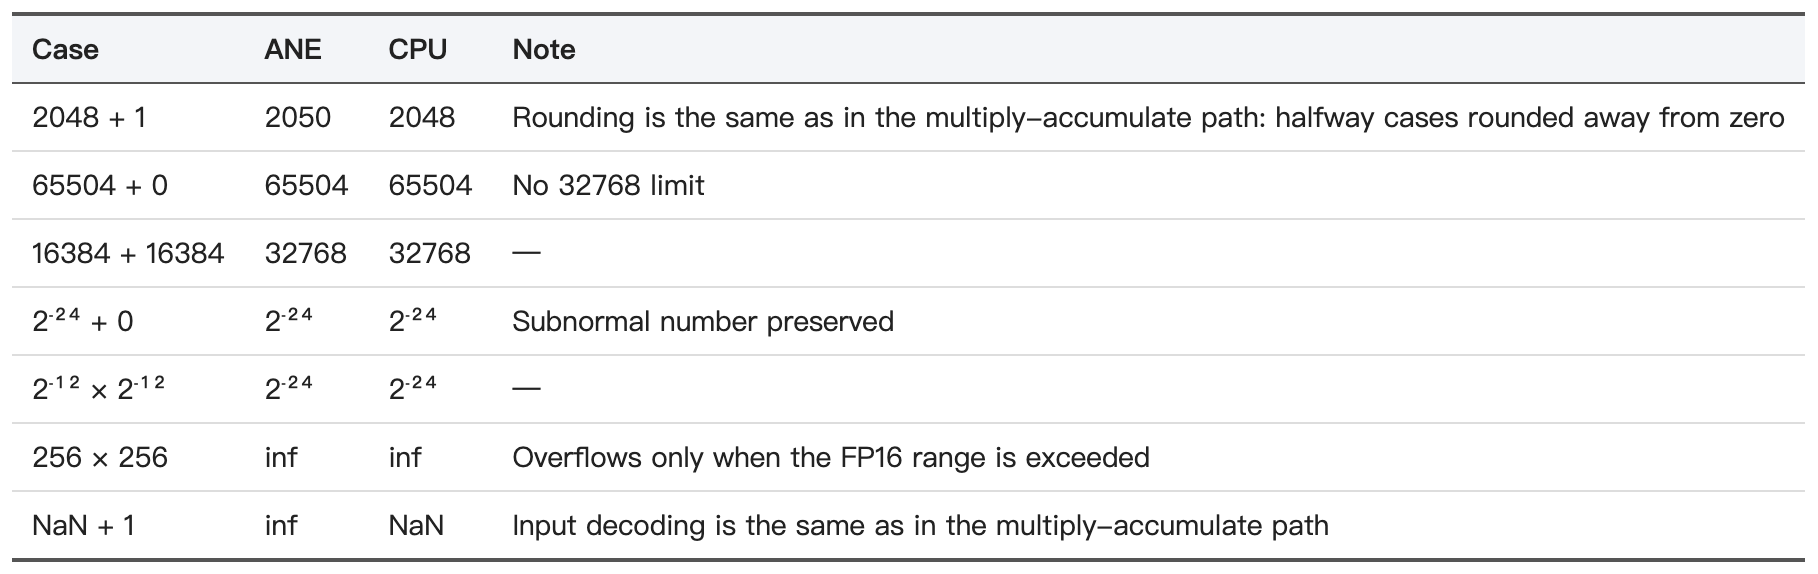 Case ANE CPU Note
2048 + 1 2050 2048 Rounding is the same as in the multiply–accumulate path: halfway cases rounded away from zero
65504 + 0 65504 65504 No 32768 limit
16384 + 16384 32768 32768 —
2⁻²⁴ + 0 2⁻²⁴ 2⁻²⁴ Subnormal number preserved
2⁻¹² × 2⁻¹² 2⁻²⁴ 2⁻²⁴ —
256 × 256 inf inf Overflows only when the FP16 range is exceeded
NaN + 1 inf NaN Input decoding is the same as in the multiply–accumulate path